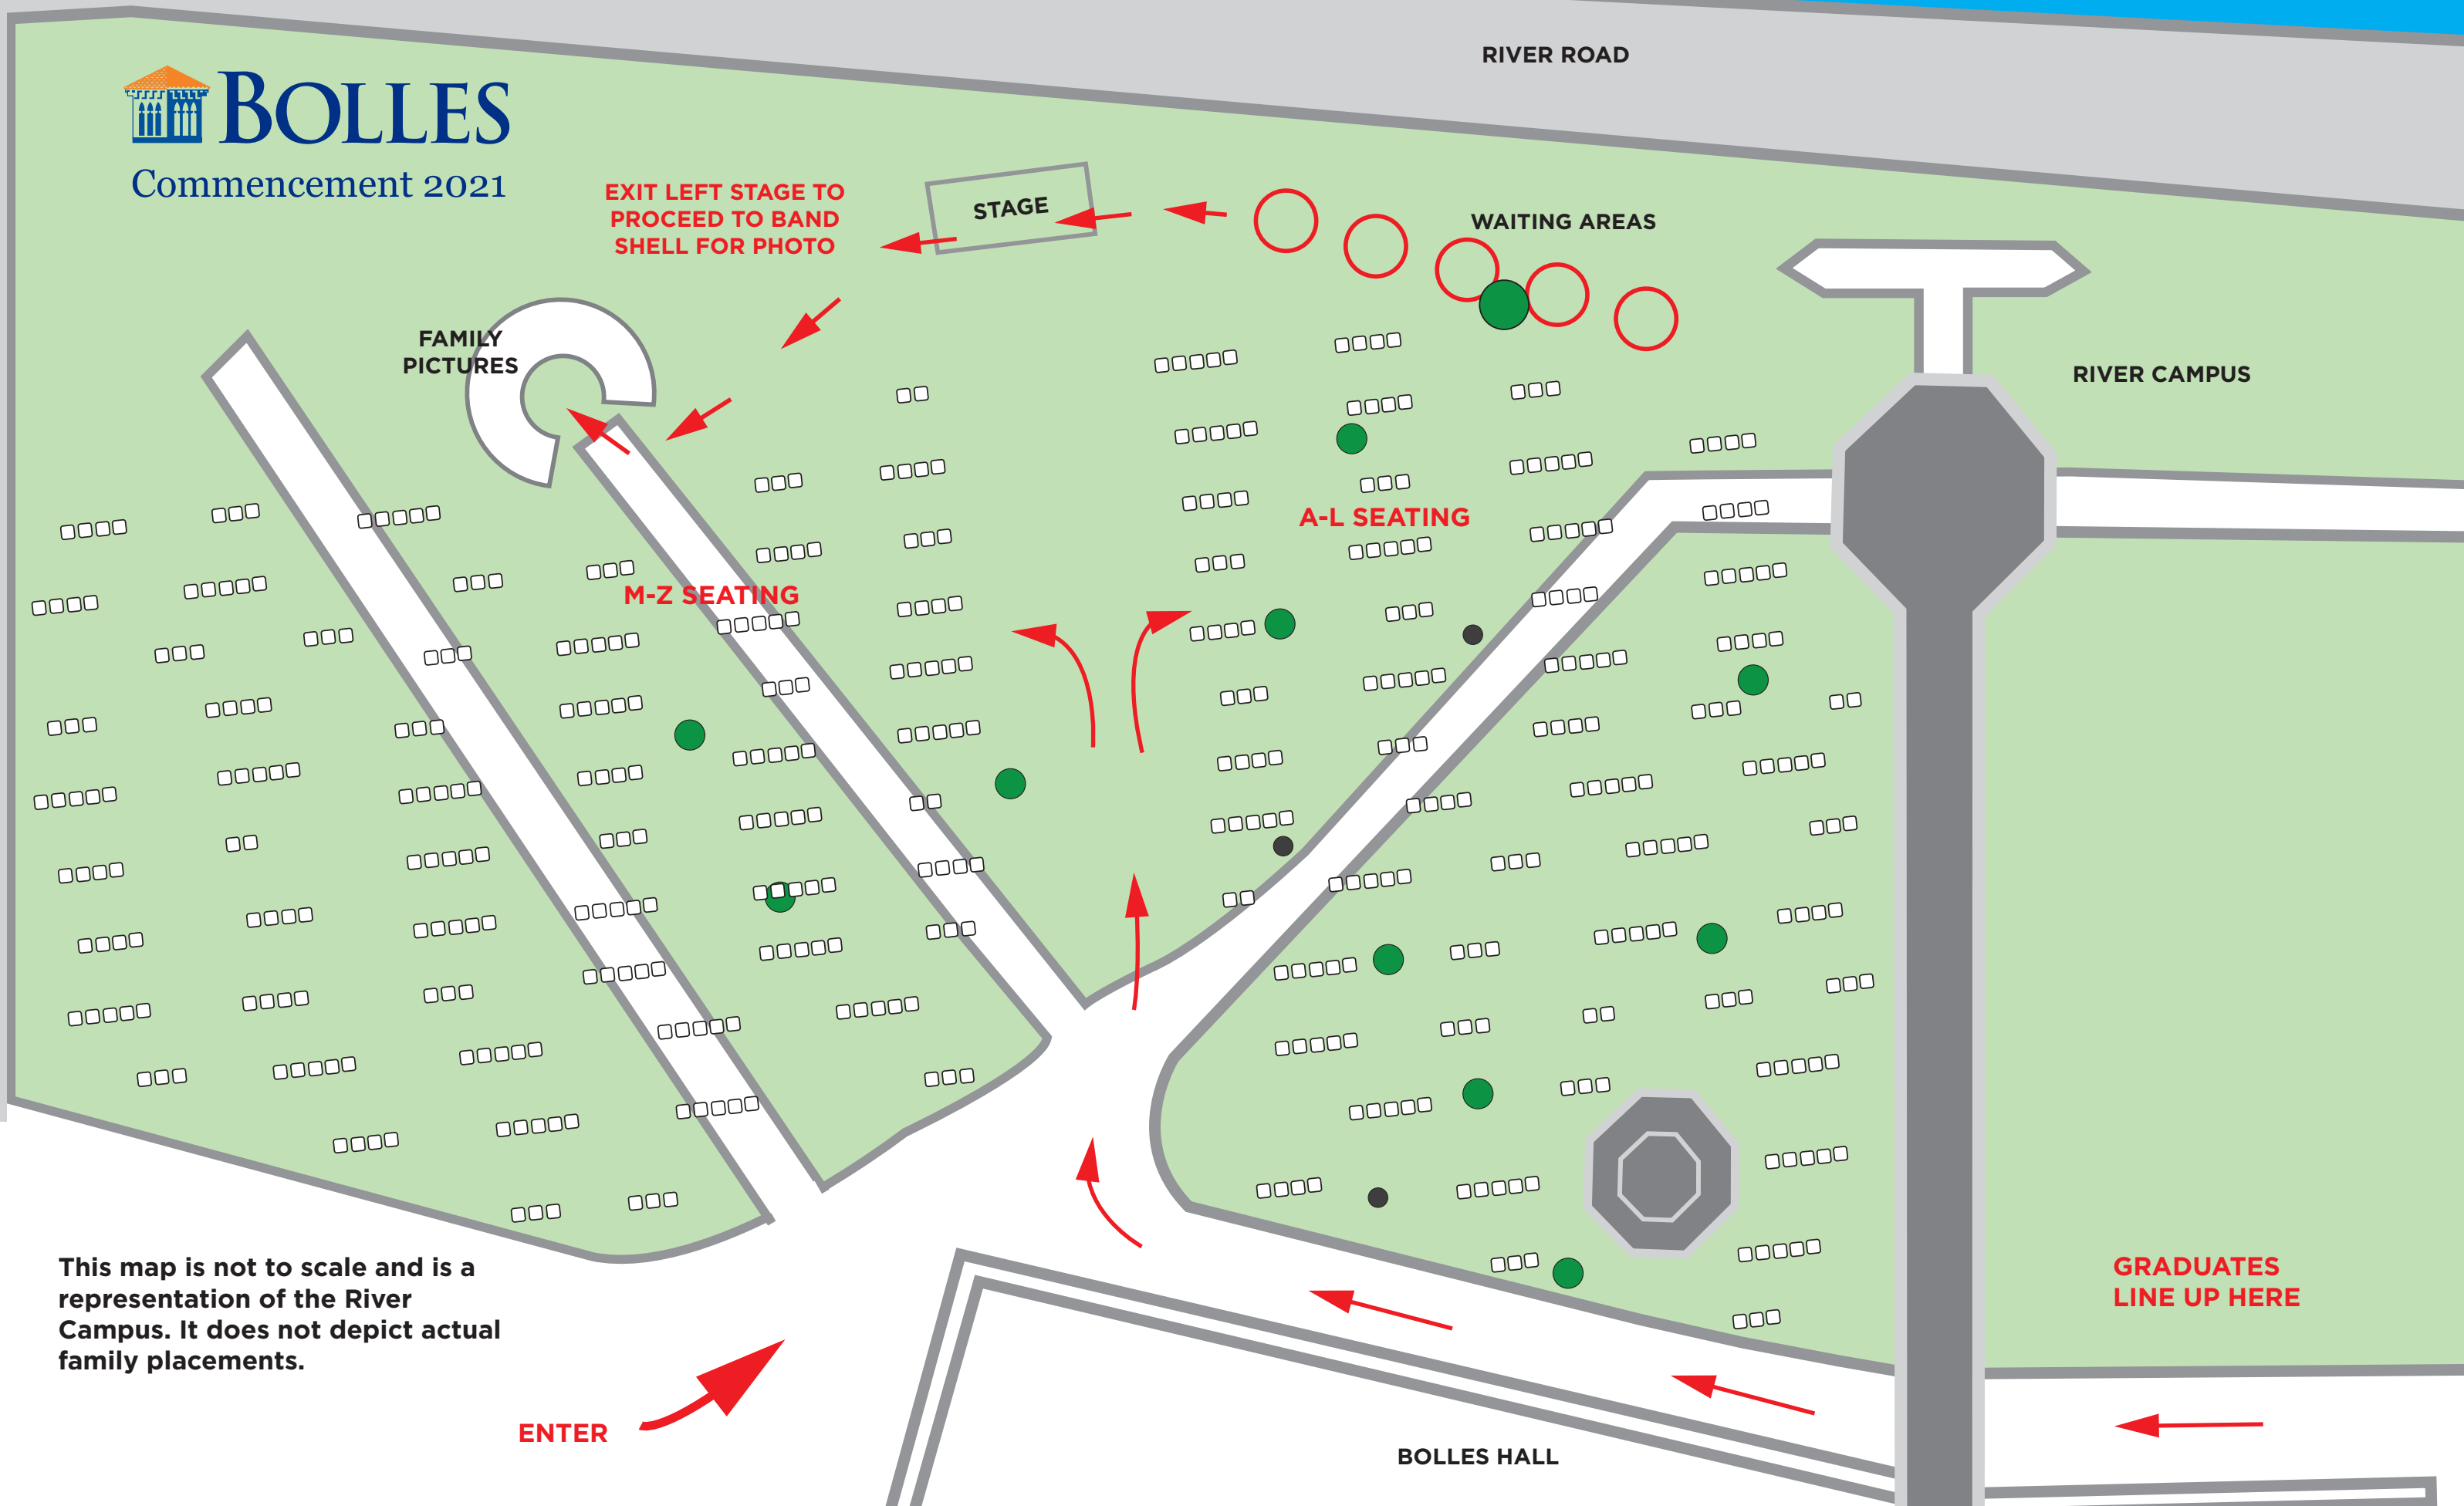 RIVER ROAD
BOLLES
Commencement 2021
EXIT LEFT STAGE TO
PROCEED TO BAND
SHELL FOR PHOTO
STAGE
WAITING AREAS
FAMILY
PICTURES
RIVER CAMPUS
A-L SEATING
M-Z SEATING
This map is not to scale and is a
representation of the River
Campus. It does not depict actual
family placements.
GRADUATES
LINE UP HERE
ENTER
BOLLES HALL